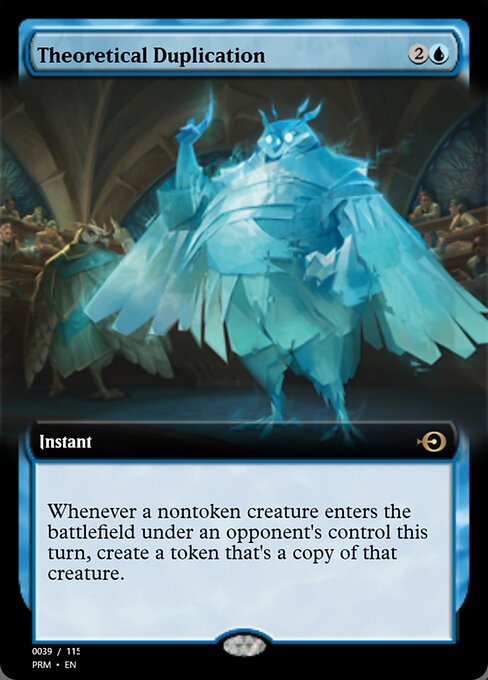 Theoretical Duplication 2
Instant
Whenever a nontoken creature enters the
battlefield under an opponent's control this
turn, create a token that's a copy of that
creature.
0039 / 115
PRM • EN